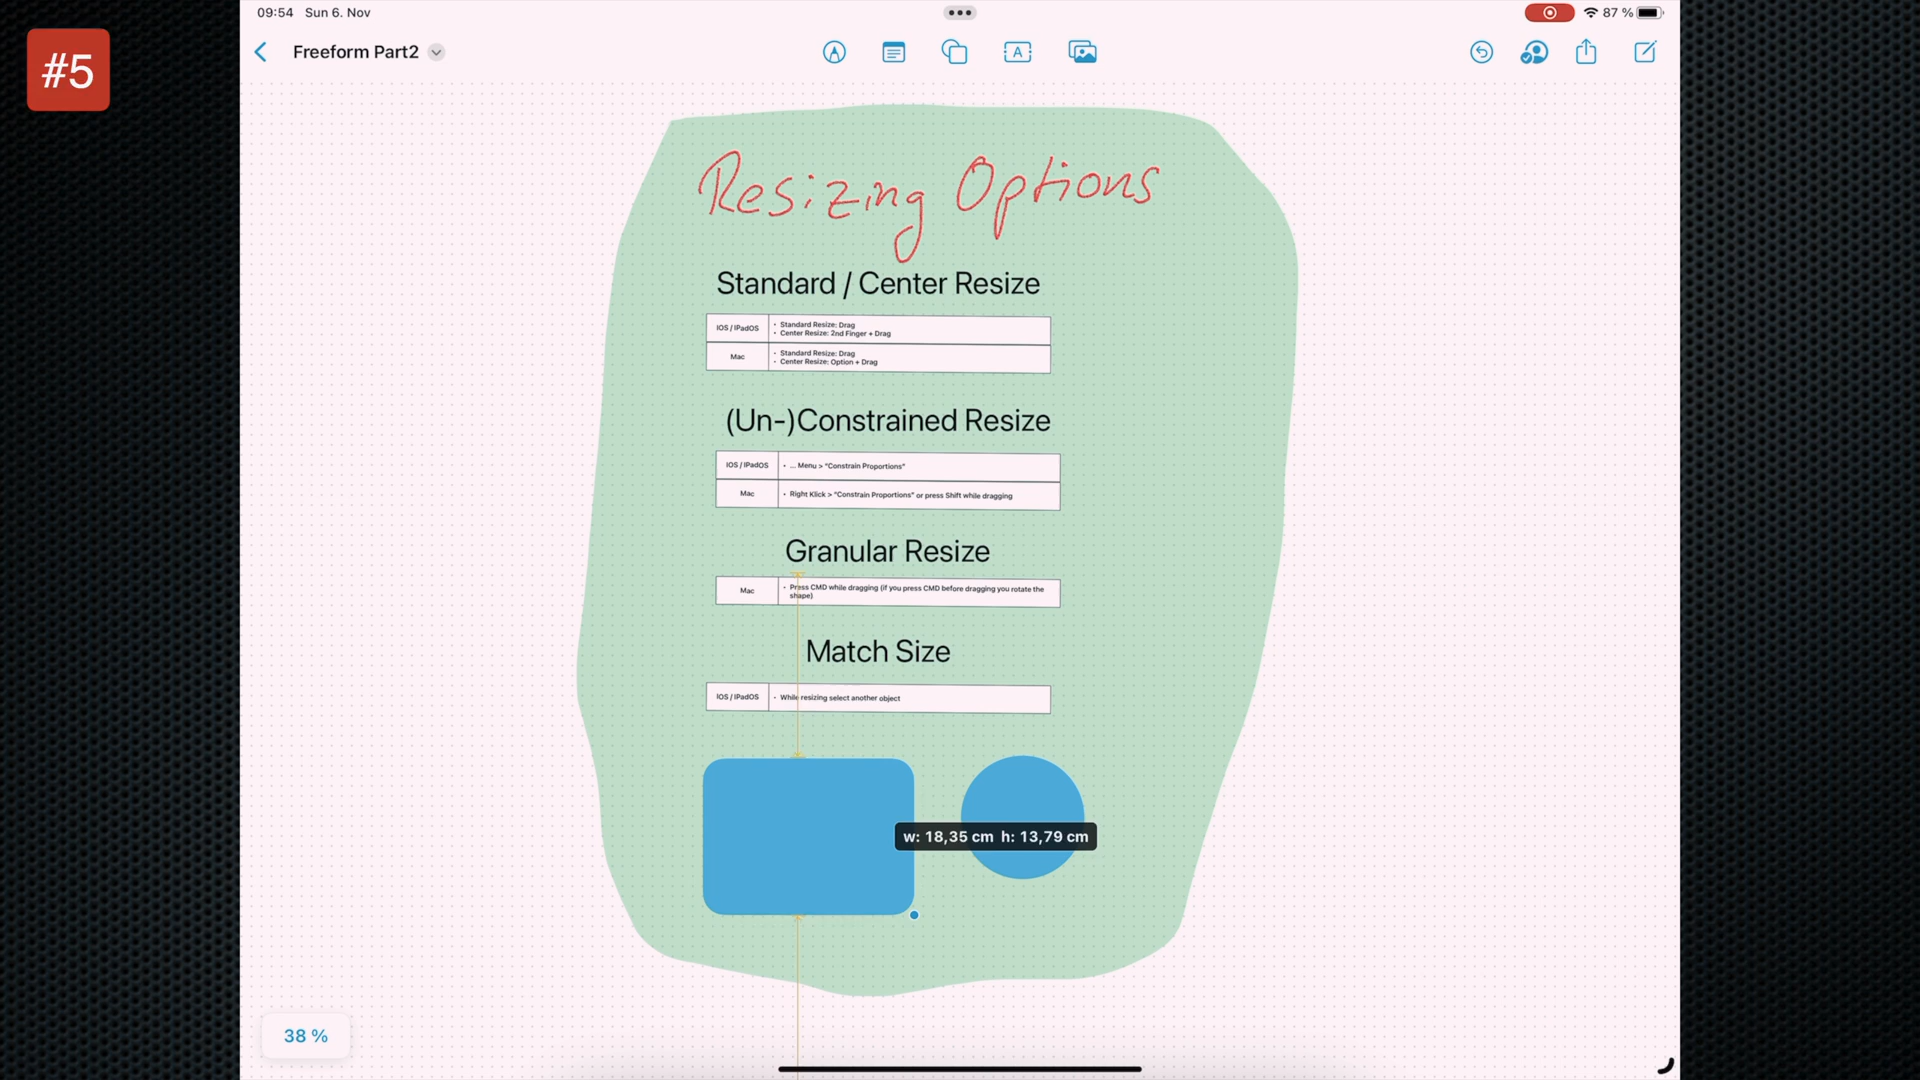 #5
09:54 Sun 6. Nov
87 %
Freeform Part2
A
Resizing Options
Standard / Center Resize
IOS / IPadOS
• Standard Resize: Drag
• Center Resize: 2nd Finger + Drag
Mac
• Standard Resize: Drag
• Center Resize: Option + Drag
(Un-)Constrained Resize
IOS / IPadOS
• ... Menu > "Constrain Proportions"
Mac
• Right Klick > "Constrain Proportions" or press Shift while dragging
Granular Resize
Mac
• Press CMD while dragging (if you press CMD before dragging you rotate the
shape)
Match Size
IOS / IPadOS
• While resizing select another object
w: 18,35 cm h: 13,79 cm
38 %